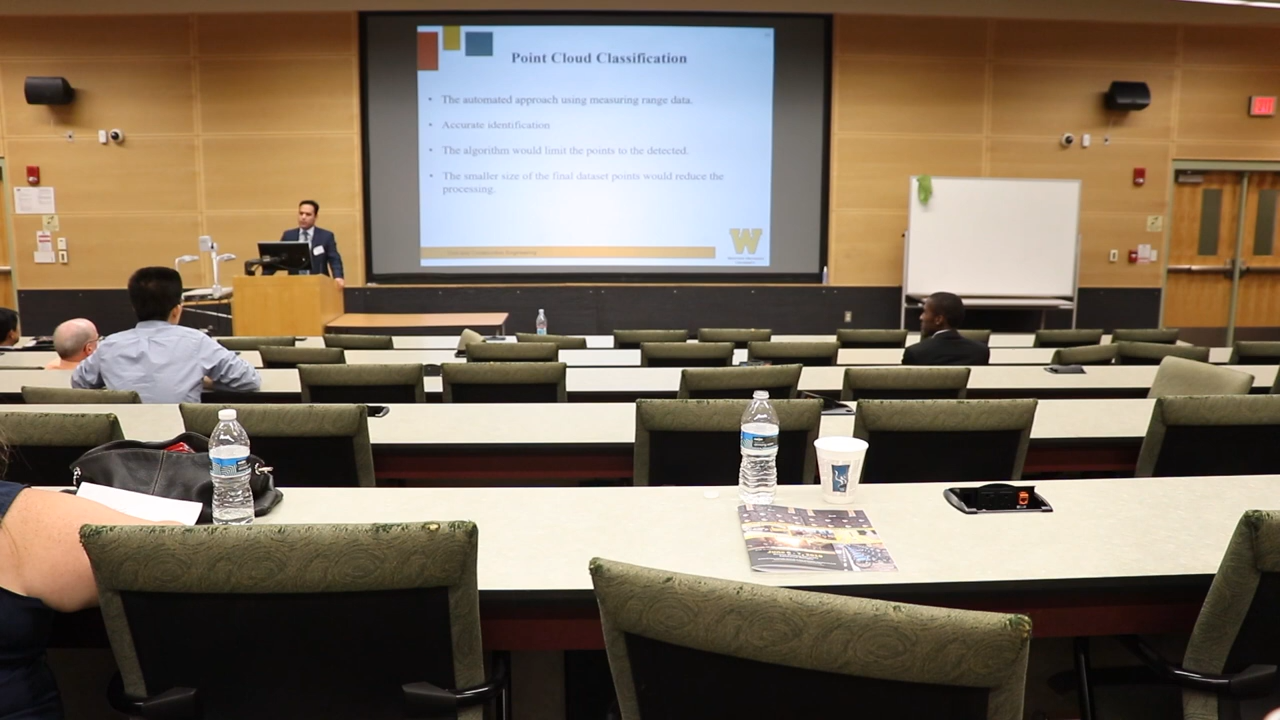 Point Cloud Classification
• The automated approach using measuring range data.
• Accurate identification
• The algorithm would limit the points to the detected.
• The smaller size of the final dataset points would reduce the
processing.
W
EXIT